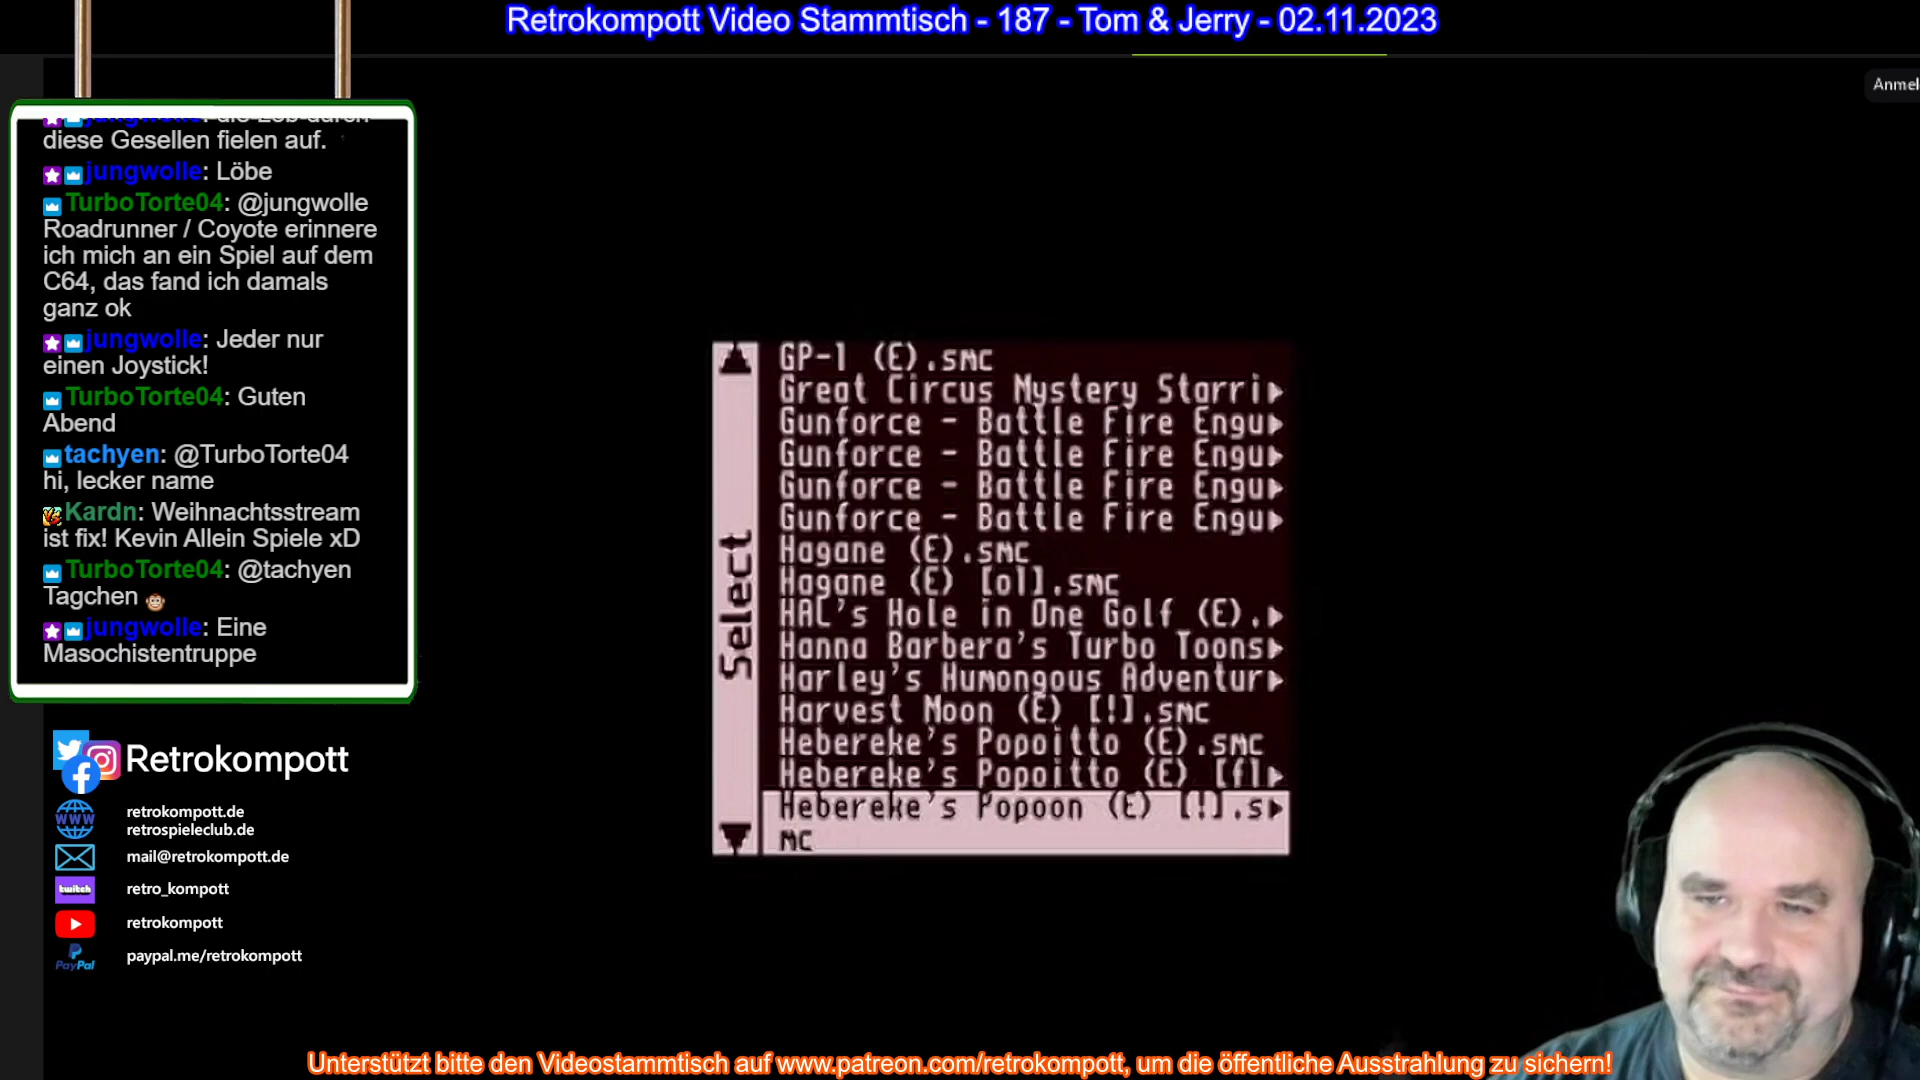 Retrokompott Video Stammtisch - 187 - Tom & Jerry - 02.11.2023
Anmel
diese Gesellen fielen auf.
jungwolle: Löbe
TurboTorte04: @jungwolle
Roadrunner / Coyote erinnere
ich mich an ein Spiel auf dem
C64, das fand ich damals
ganz ok
jungwolle: Jeder nur
einen Joystick!
TurboTorte04: Guten
Abend
tachyen: @TurboTorte04
hi, lecker name
Kardn: Weihnachtsstream
ist fix! Kevin Allein Spiele xD
TurboTorte04: @tachyen
Tagchen
jungwolle: Eine
Masochistentruppe
Select
GP-1 (E).smc
Great Circus Mystery Starri
Gunforce - Battle Fire Engu
Gunforce - Battle Fire Engu
Gunforce - Battle Fire Engu
Gunforce - Battle Fire Engu
Hagane (E).smc
Hagane (E) [o1].smc
HAL's Hole in One Golf (E).
Hanna Barbera's Turbo Toons
Harley's Humongous Adventur
Harvest Moon (E) [!].smc
Hebereke's Popoitto (E).smc
Hebereke's Popoitto (E) [f1
Hebereke's Popoon (E) [!].s
mc
Retrokompott
WWW
retrokompott.de
retrospieleclub.de
mail@retrokompott.de
twitch
retro_kompott
retrokompott
PayPal
paypal.me/retrokompott
Unterstützt bitte den Videostammtisch auf www.patreon.com/retrokompott, um die öffentliche Ausstrahlung zu sichern!